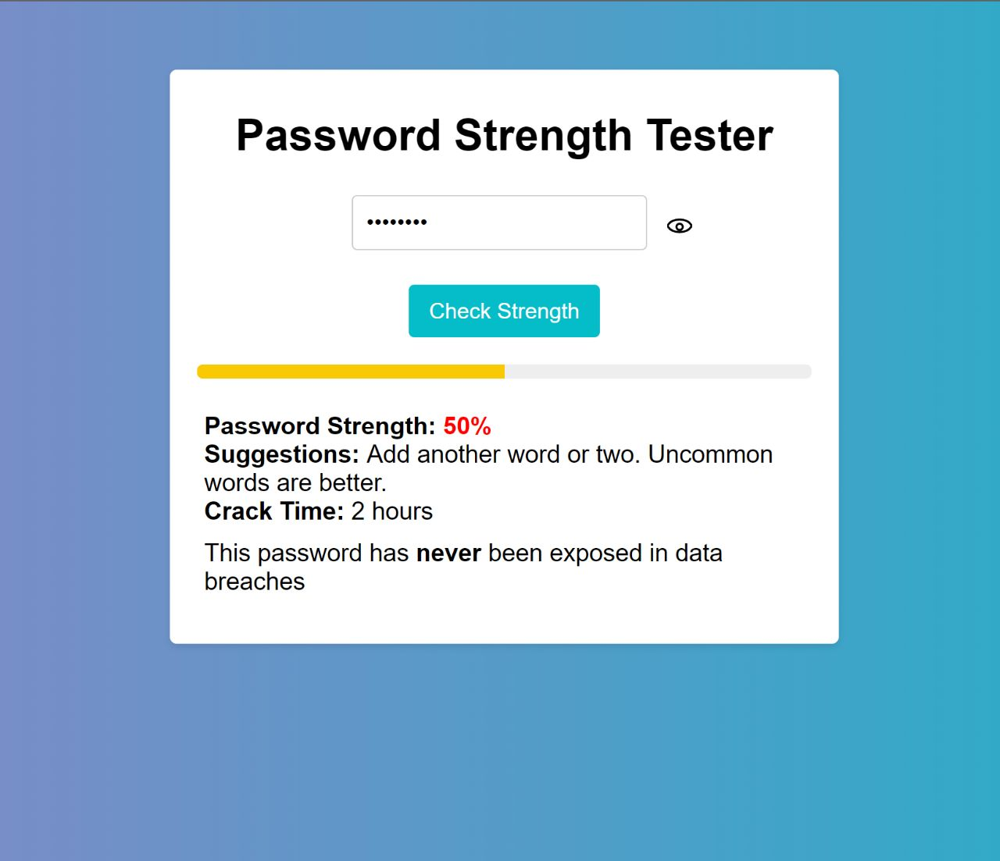 Password Strength Tester
••••••••
Check Strength
Password Strength: 50%
Suggestions: Add another word or two. Uncommon
words are better.
Crack Time: 2 hours
This password has never been exposed in data
breaches